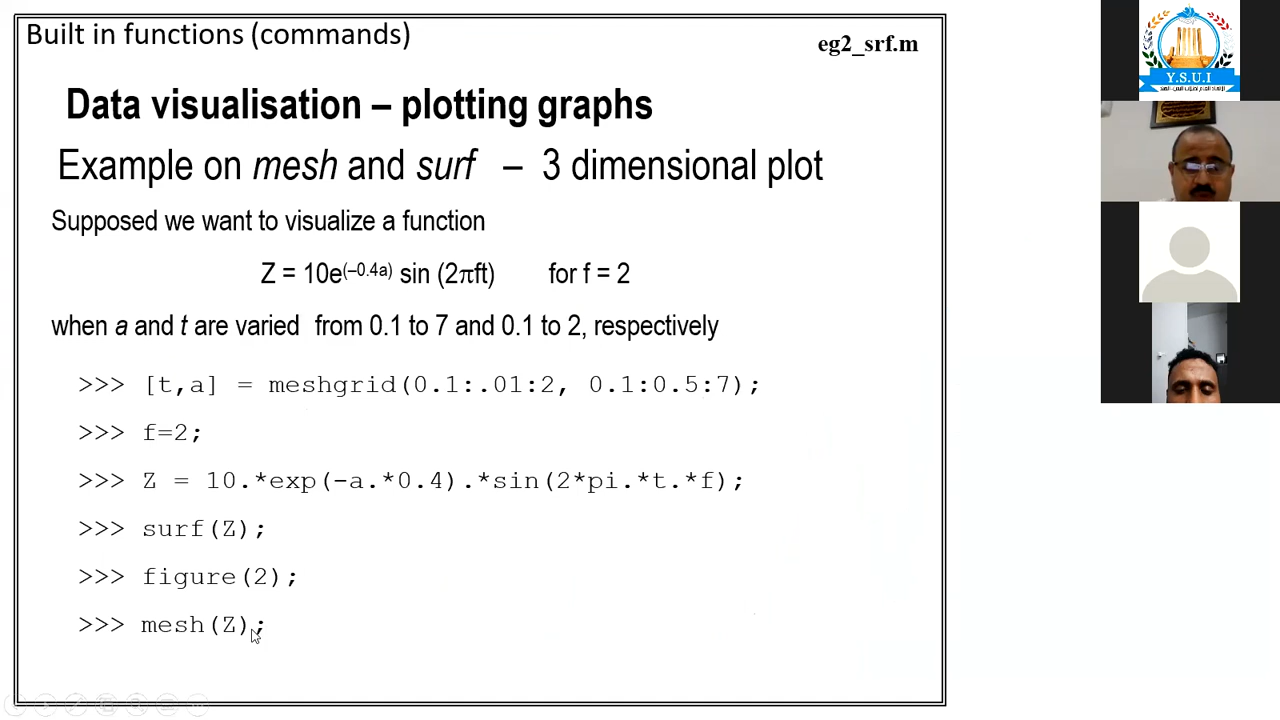 Built in functions (commands)
eg2_srf.m
Data visualisation – plotting graphs
Example on mesh and surf – 3 dimensional plot
Supposed we want to visualize a function
Z = 10e(–0.4a) sin (2πft) for f = 2
when a and t are varied from 0.1 to 7 and 0.1 to 2, respectively
>>> [t,a] = meshgrid(0.1:.01:2, 0.1:0.5:7);
>>> f=2;
>>> Z = 10.*exp(-a.*0.4).*sin(2*pi.*t.*f);
>>> surf(Z);
>>> figure(2);
>>> mesh(Z);
Y.S.U.I